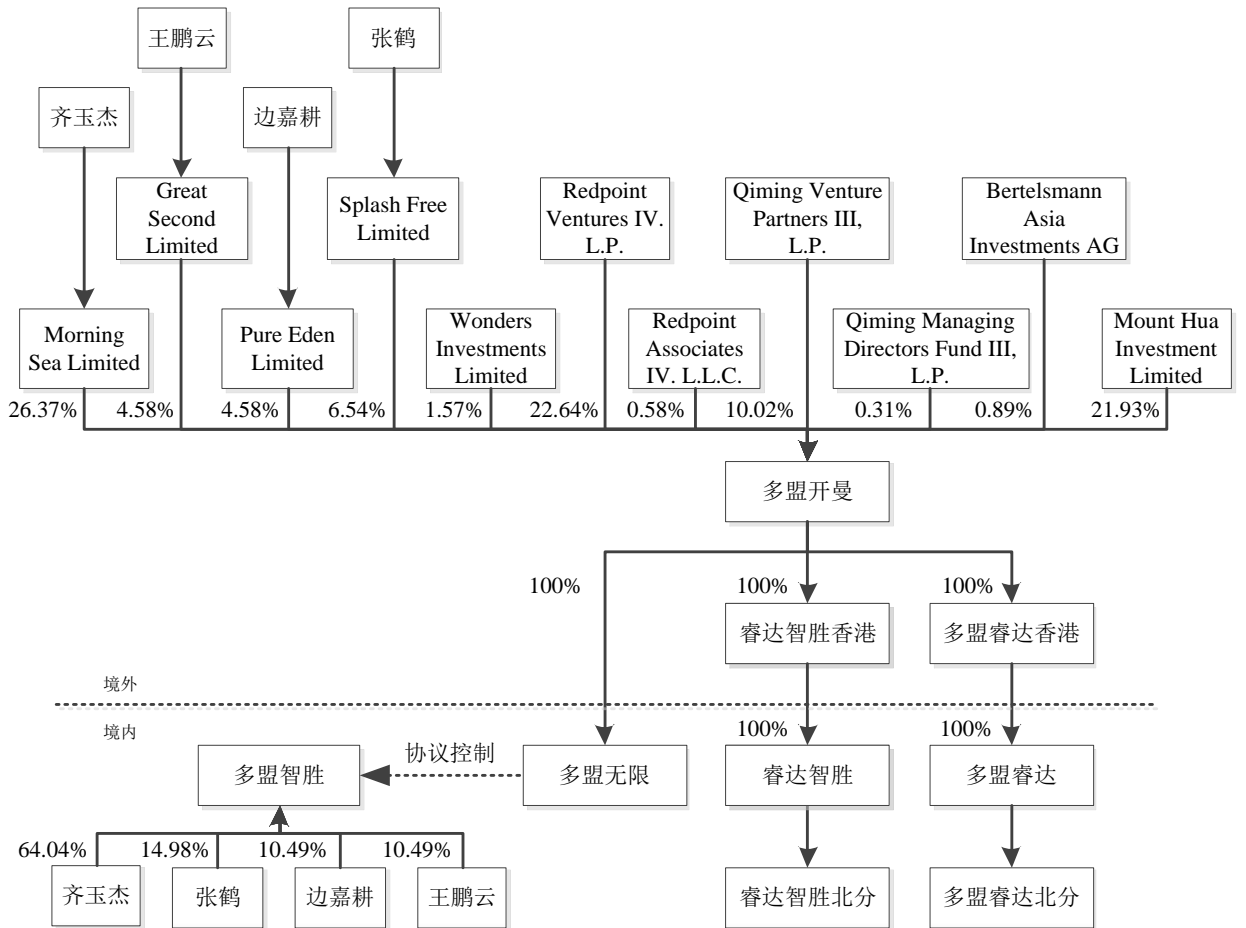 王鹏云
张鹤
齐玉杰
边嘉耕
Great
Second
Limited
Splash Free
Limited
Redpoint
Ventures IV.
L.P.
Qiming Venture
Partners III,
L.P.
Bertelsmann
Asia
Investments AG
Morning
Sea Limited
Pure Eden
Limited
Wonders
Investments
Limited
Redpoint
Associates
IV. L.L.C.
Qiming Managing
Directors Fund III,
L.P.
Mount Hua
Investment
Limited
26.37%
4.58%
4.58%
6.54%
1.57%
22.64%
0.58%
10.02%
0.31%
0.89%
21.93%
多盟开曼
100%
100%
100%
睿达智胜香港
多盟睿达香港
境外
境内
100%
100%
多盟智胜
协议控制
多盟无限
睿达智胜
多盟睿达
64.04%
14.98%
10.49%
10.49%
齐玉杰
张鹤
边嘉耕
王鹏云
睿达智胜北分
多盟睿达北分